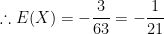 ∴ E(X) = −3/63 = −1/21